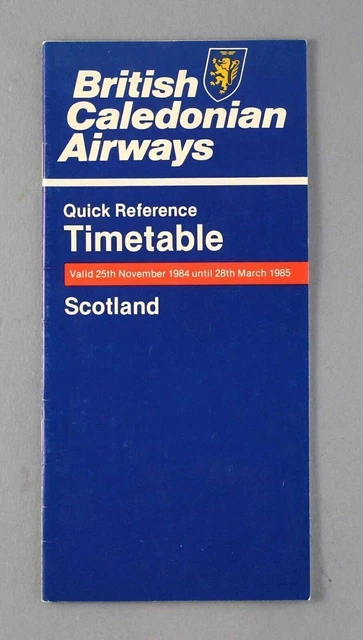 British
Caledonian
Airways
Quick Reference
Timetable
Valid 25th November 1984 until 28th March 1985
Scotland